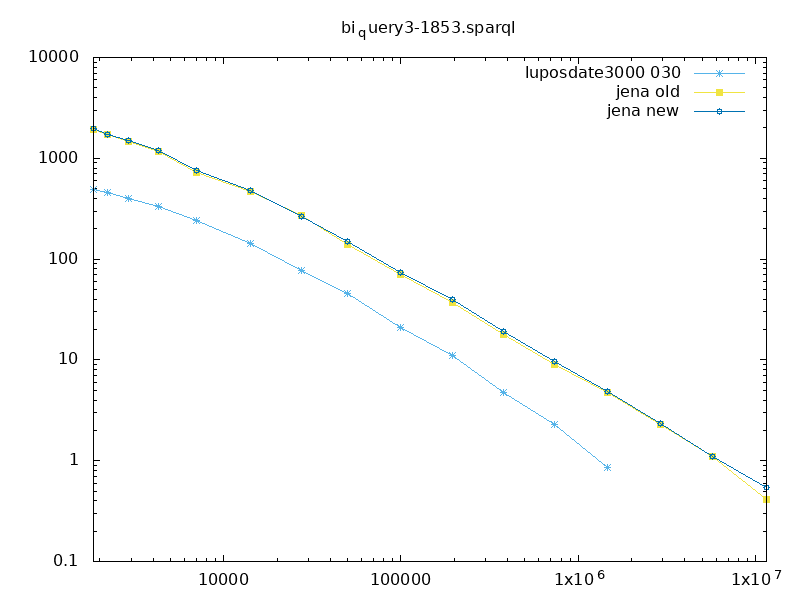 bi_query3-1853.sparql
luposdate3000 030
jena old
jena new
10000
1000
100
10
1
0.1
10000 100000 1x10^6 1x10^7